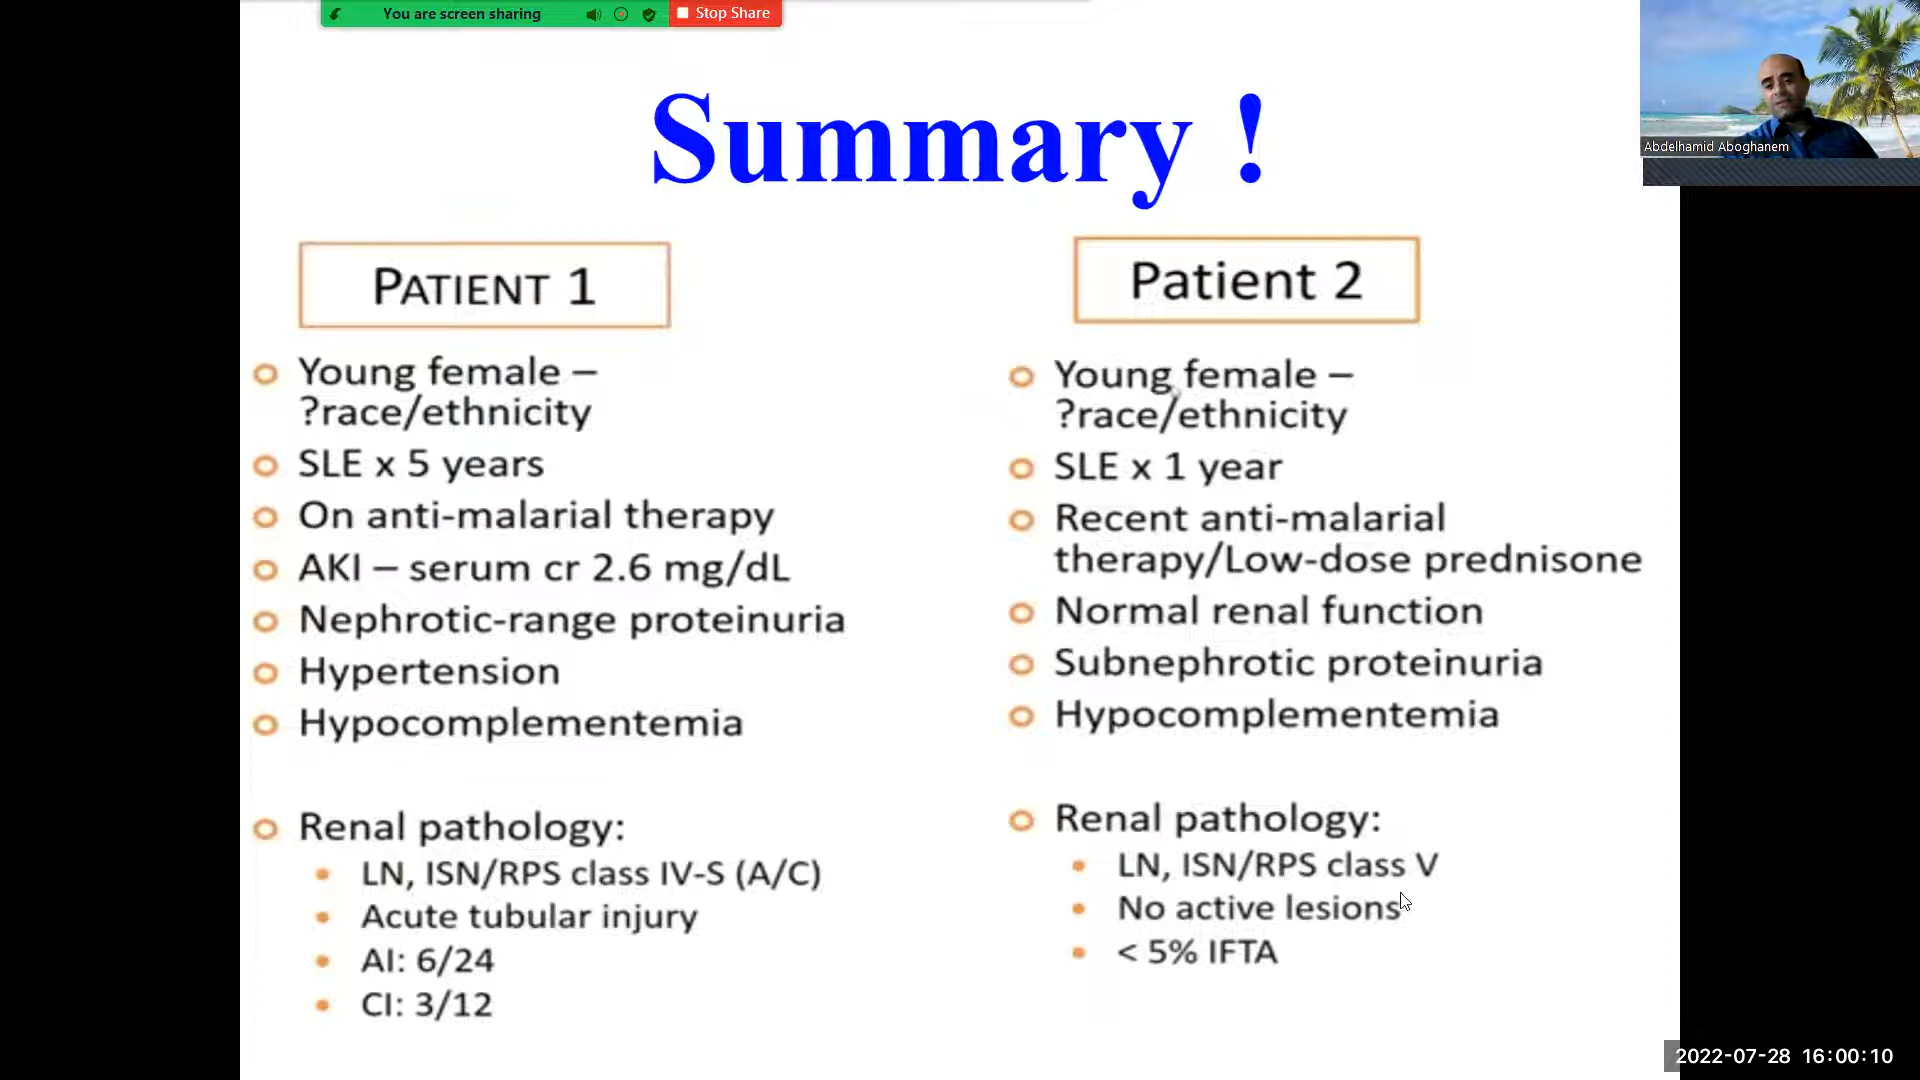 You are screen sharing
Stop Share
Abdelhamid Aboghanem
Summary !
PATIENT 1
Young female –
?race/ethnicity
SLE x 5 years
On anti-malarial therapy
AKI – serum cr 2.6 mg/dL
Nephrotic-range proteinuria
Hypertension
Hypocomplementemia
Renal pathology:
LN, ISN/RPS class IV-S (A/C)
Acute tubular injury
AI: 6/24
CI: 3/12
Patient 2
Young female –
?race/ethnicity
SLE x 1 year
Recent anti-malarial
therapy/Low-dose prednisone
Normal renal function
Subnephrotic proteinuria
Hypocomplementemia
Renal pathology:
LN, ISN/RPS class V
No active lesions
< 5% IFTA
2022-07-28 16:00:10